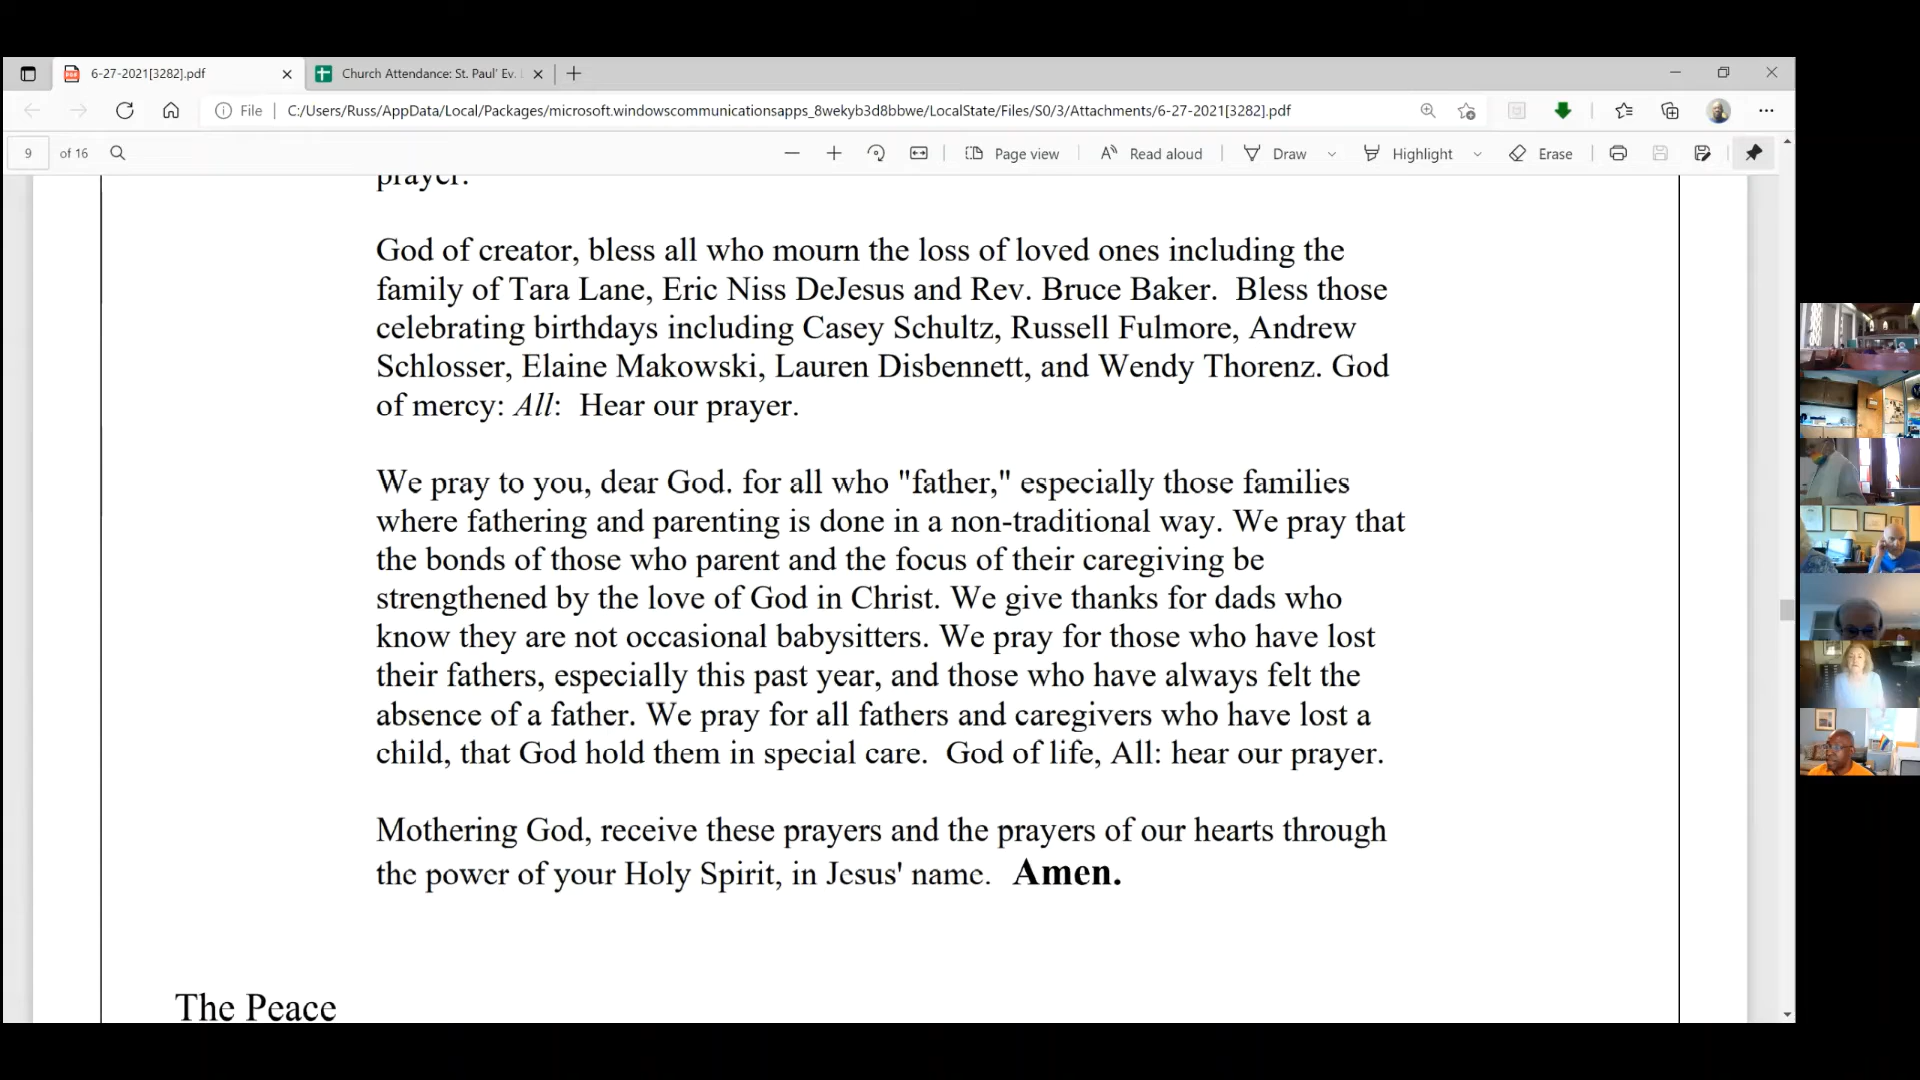 6-27-2021[3282].pdf
Church Attendance: St. Paul' Ev.
File
C:/Users/Russ/AppData/Local/Packages/microsoft.windowscommunicationsapps_8wekyb3d8bbwe/LocalState/Files/S0/3/Attachments/6-27-2021[3282].pdf
9 of 16
Page view
Read aloud
Draw
Highlight
Erase
prayer.
God of creator, bless all who mourn the loss of loved ones including the
family of Tara Lane, Eric Niss DeJesus and Rev. Bruce Baker. Bless those
celebrating birthdays including Casey Schultz, Russell Fulmore, Andrew
Schlosser, Elaine Makowski, Lauren Disbennett, and Wendy Thorenz. God
of mercy: All: Hear our prayer.
We pray to you, dear God. for all who "father," especially those families
where fathering and parenting is done in a non-traditional way. We pray that
the bonds of those who parent and the focus of their caregiving be
strengthened by the love of God in Christ. We give thanks for dads who
know they are not occasional babysitters. We pray for those who have lost
their fathers, especially this past year, and those who have always felt the
absence of a father. We pray for all fathers and caregivers who have lost a
child, that God hold them in special care. God of life, All: hear our prayer.
Mothering God, receive these prayers and the prayers of our hearts through
the power of your Holy Spirit, in Jesus' name. Amen.
The Peace